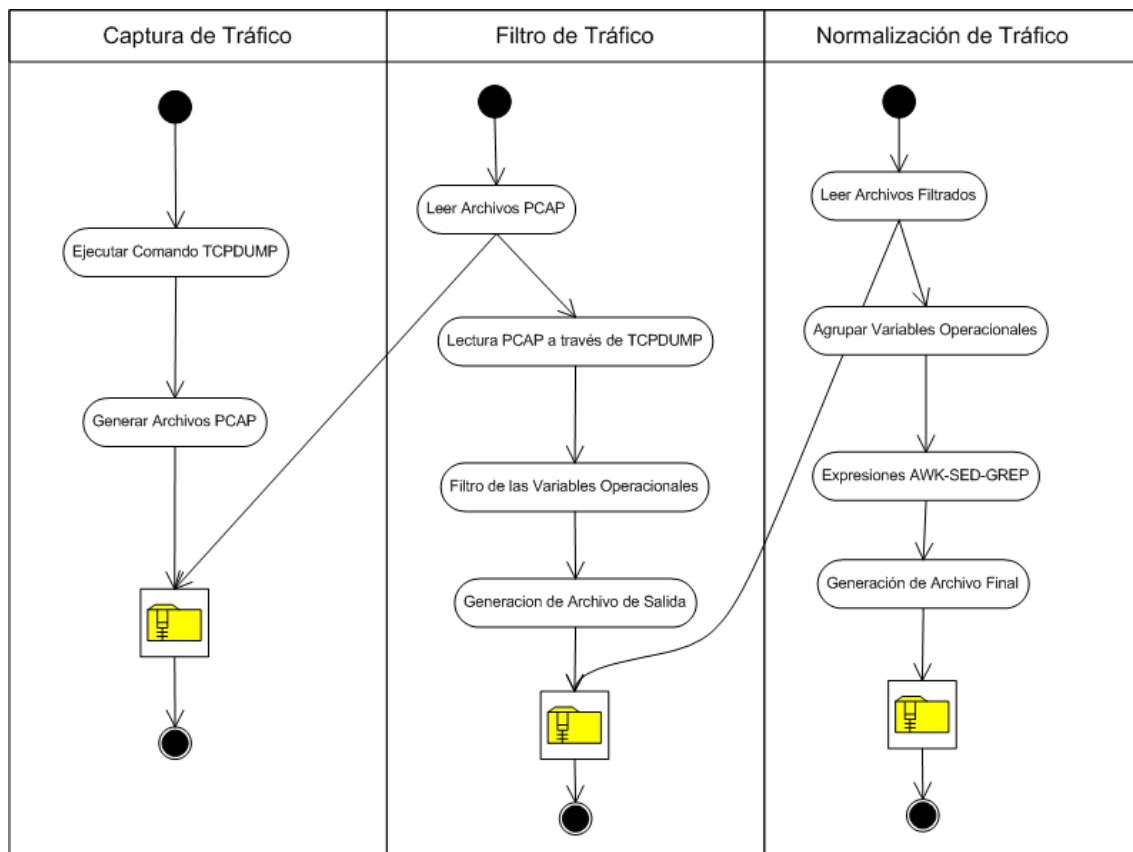 Captura de Tráfico
Filtro de Tráfico
Normalización de Tráfico
Ejecutar Comando TCPDUMP
Generar Archivos PCAP
Leer Archivos PCAP
Lectura PCAP a través de TCPDUMP
Filtro de las Variables Operacionales
Generacion de Archivo de Salida
Leer Archivos Filtrados
Agrupar Variables Operacionales
Expresiones AWK-SED-GREP
Generación de Archivo Final